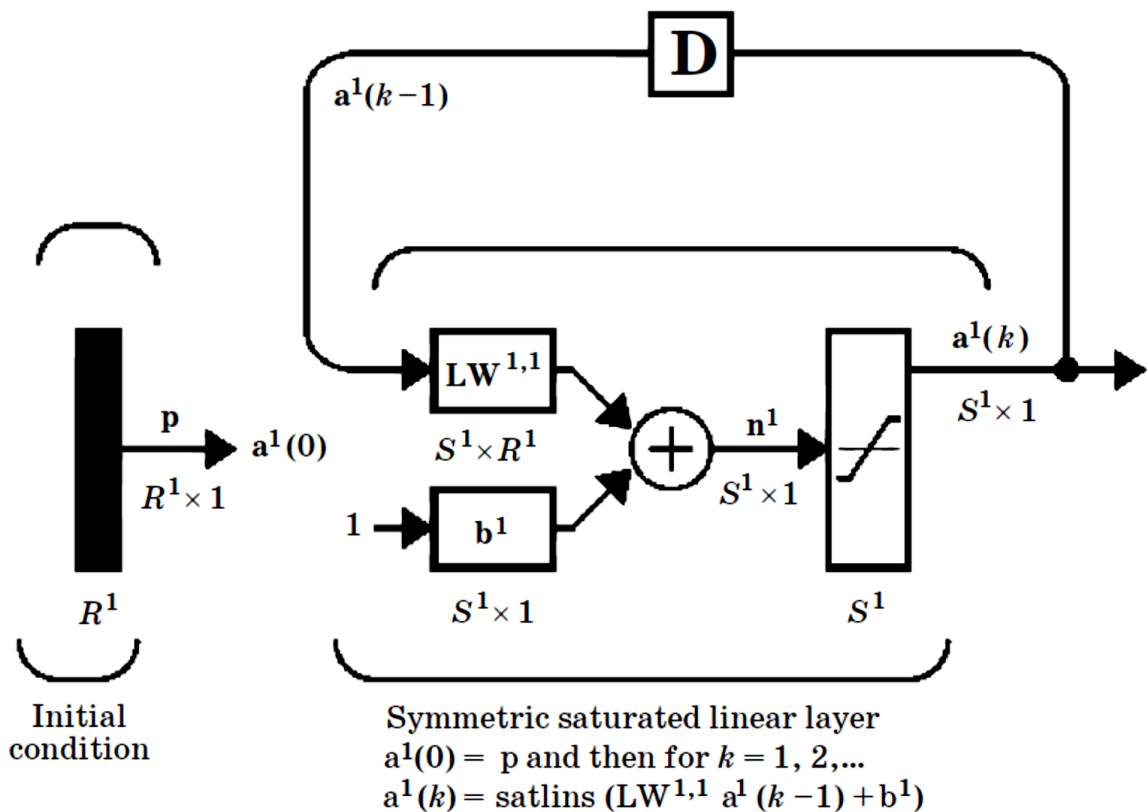 D
a¹(k−1)
LW¹,¹
a¹(k)
p
a¹(0)
S¹×R¹
n¹
S¹×1
R¹×1
S¹×1
1
b¹
R¹
S¹×1
S¹
Initial
condition
Symmetric saturated linear layer
a¹(0) = p and then for k = 1, 2,...
a¹(k) = satlins (LW¹,¹ a¹ (k−1) + b¹)